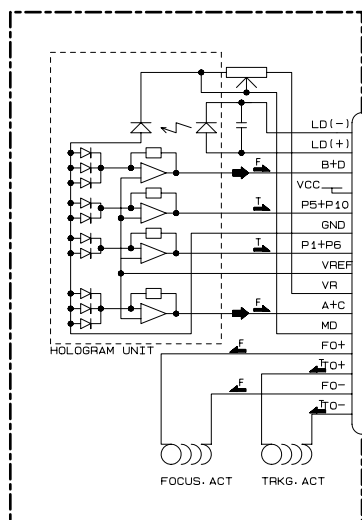 LD(-)
LD(+)
F
B+D
VCC
T
P5+P10
GND
T
P1+P6
VREF
VR
F
A+C
MD
HOLOGRAM UNIT
F
FO+
T
TO+
F
FO-
T
TO-
FOCUS. ACT
TRKG. ACT